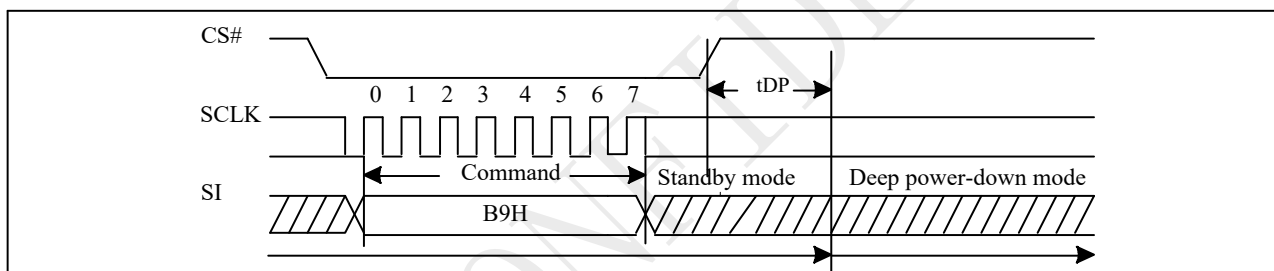 CS#
tDP
0 1 2 3 4 5 6 7
SCLK
Command Standby mode Deep power-down mode
SI
B9H